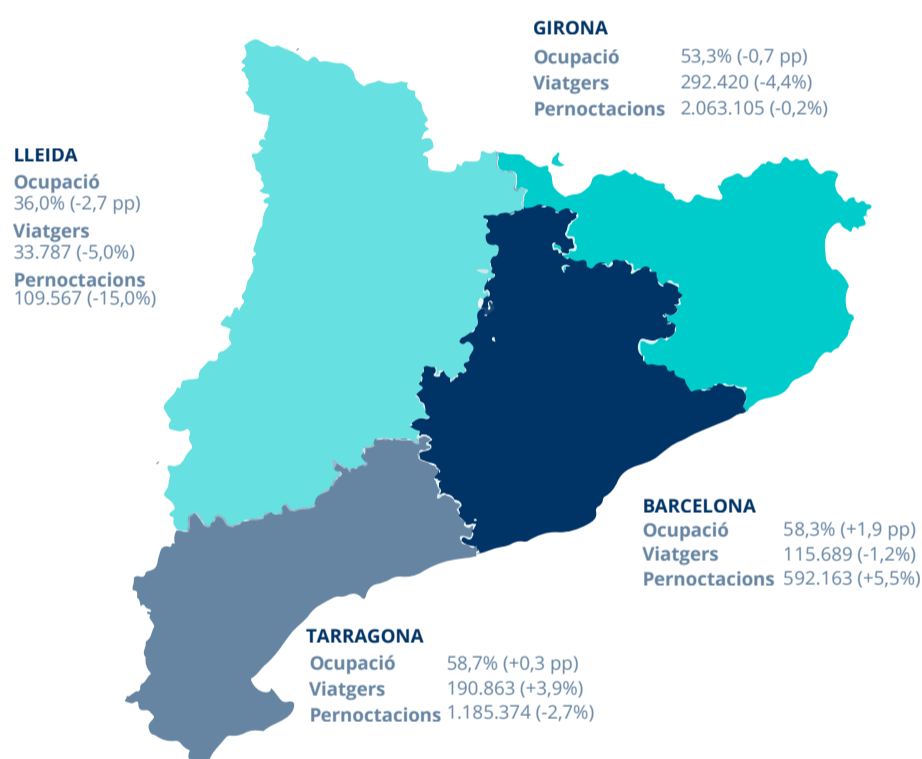 GIRONA
Ocupació 53,3% (-0,7 pp)
Viatgers 292.420 (-4,4%)
Pernoctacions 2.063.105 (-0,2%)
LLEIDA
Ocupació
36,0% (-2,7 pp)
Viatgers
33.787 (-5,0%)
Pernoctacions
109.567 (-15,0%)
BARCELONA
Ocupació 58,3% (+1,9 pp)
Viatgers 115.689 (-1,2%)
Pernoctacions 592.163 (+5,5%)
TARRAGONA
Ocupació 58,7% (+0,3 pp)
Viatgers 190.863 (+3,9%)
Pernoctacions 1.185.374 (-2,7%)